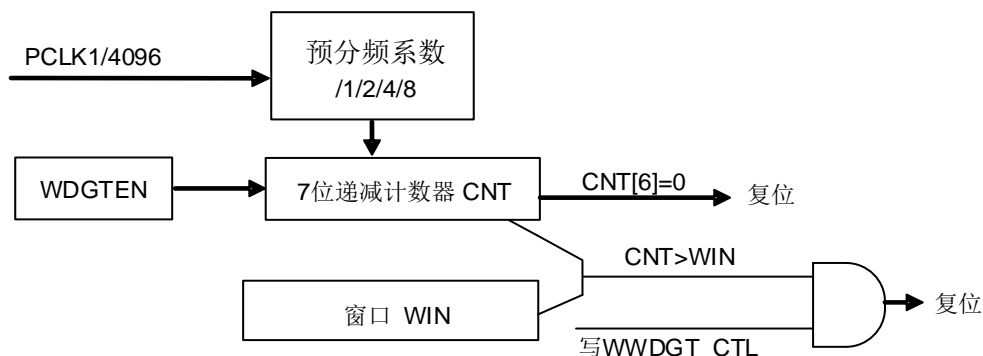 PCLK1/4096
预分频系数
/1/2/4/8
WDGTEN
7位递减计数器 CNT
CNT[6]=0
复位
CNT>WIN
窗口 WIN
复位
写WWDGT_CTL